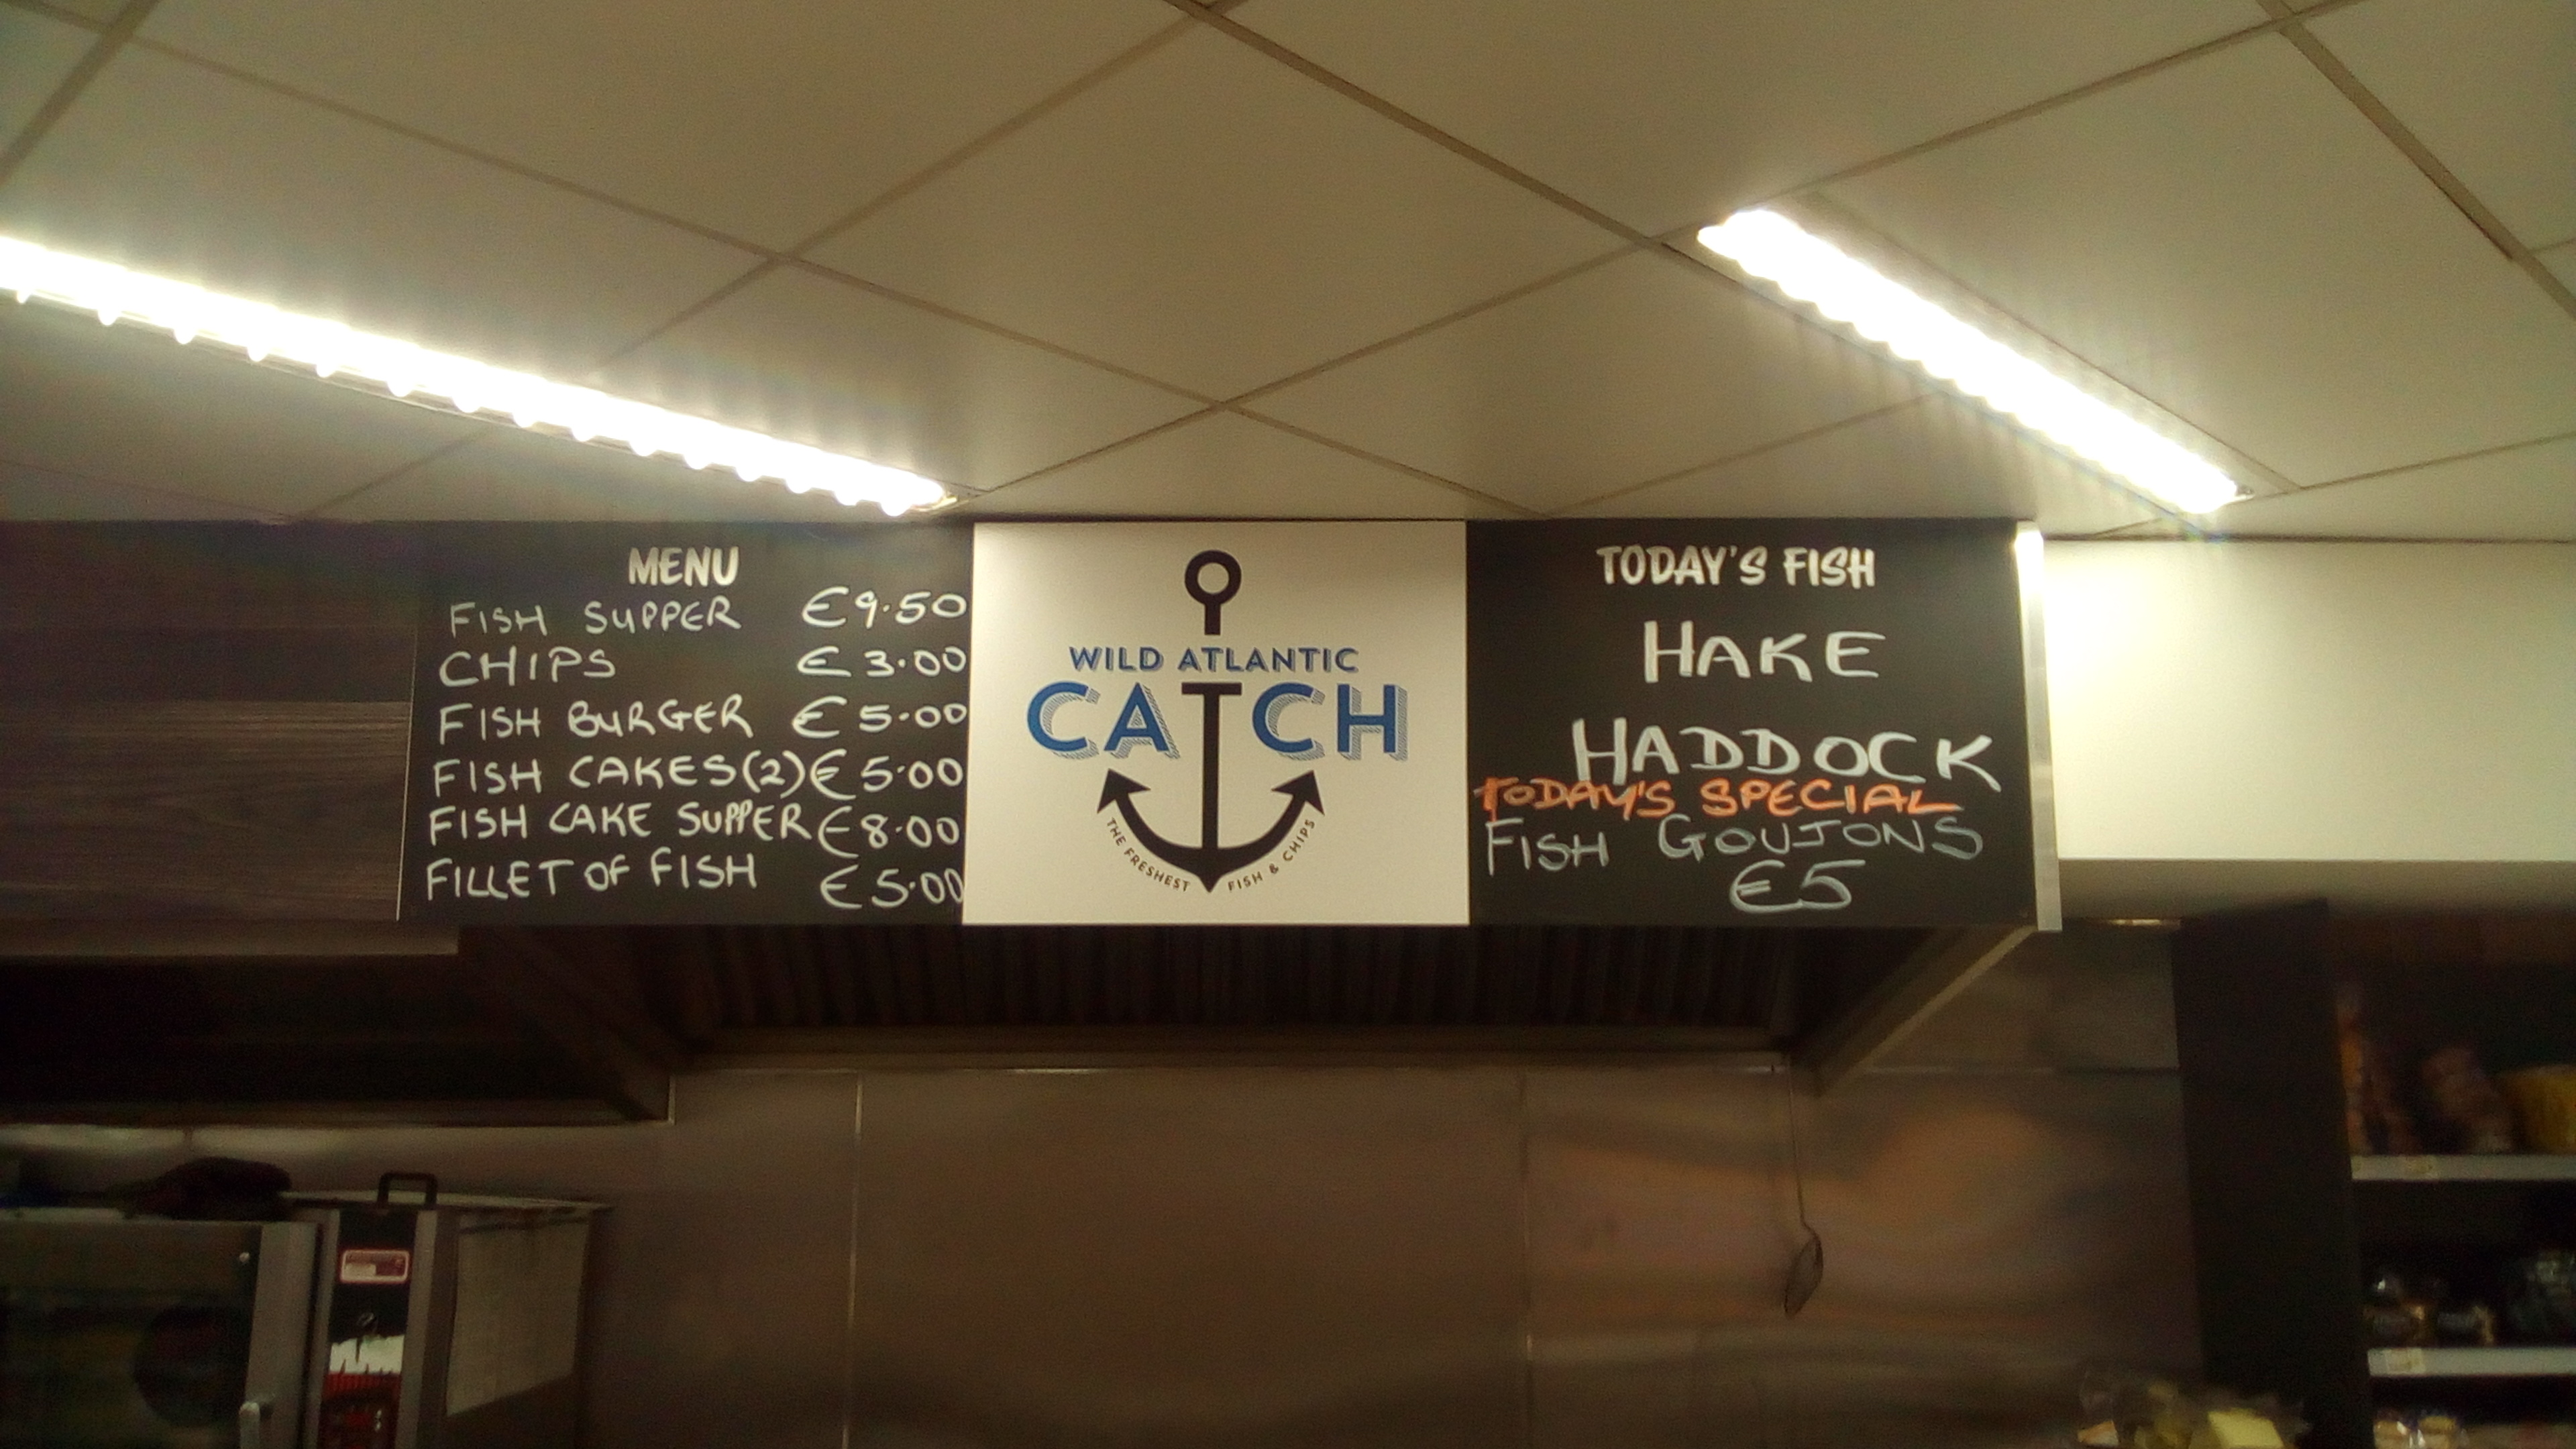 MENU
FISH SUPPER €9.50
CHIPS €3.00
FISH BURGER €5.00
FISH CAKES(2) €5.00
FISH CAKE SUPPER €8.00
FILLET OF FISH €5.00
WILD ATLANTIC
CATCH
THE FRESHEST FISH & CHIPS
TODAY'S FISH
HAKE
HADDOCK
TODAY'S SPECIAL
FISH GOUJONS
€5